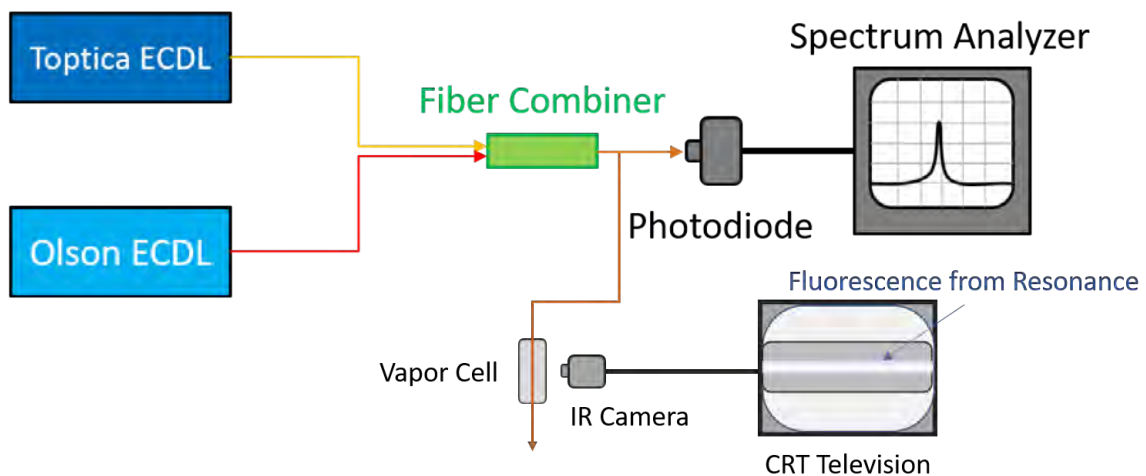 Toptica ECDL
Spectrum Analyzer
Fiber Combiner
Photodiode
Olson ECDL
Fluorescence from Resonance
Vapor Cell
IR Camera
CRT Television